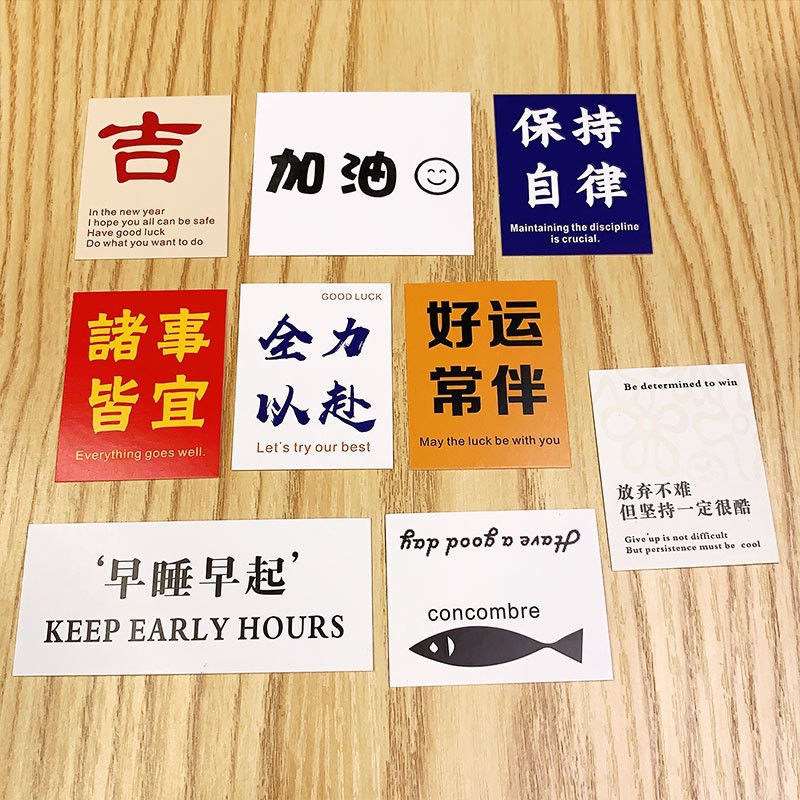 吉
In the new year
I hope you all can be safe
Have good luck
Do what you want to do
加油
保持
自律
Maintaining the discipline
is crucial.
諸事
皆宜
Everything goes well.
GOOD LUCK
全力
以赴
Let's try our best
好运
常伴
May the luck be with you
Be determined to win
放弃不难
但坚持一定很酷
Give up is not difficult
But persistence must be cool
'早睡早起'
KEEP EARLY HOURS
Have a good day
concombre